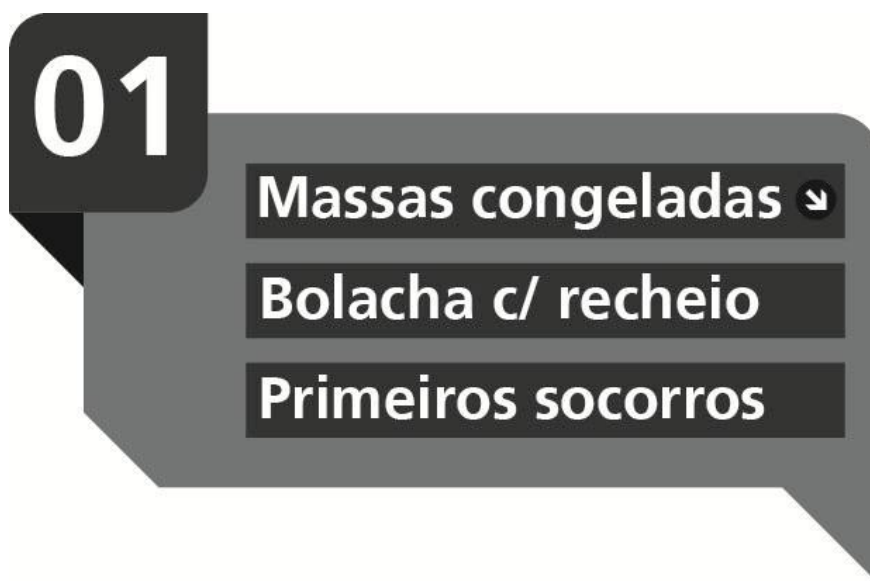 01
Massas congeladas
Bolacha c/ recheio
Primeiros socorros